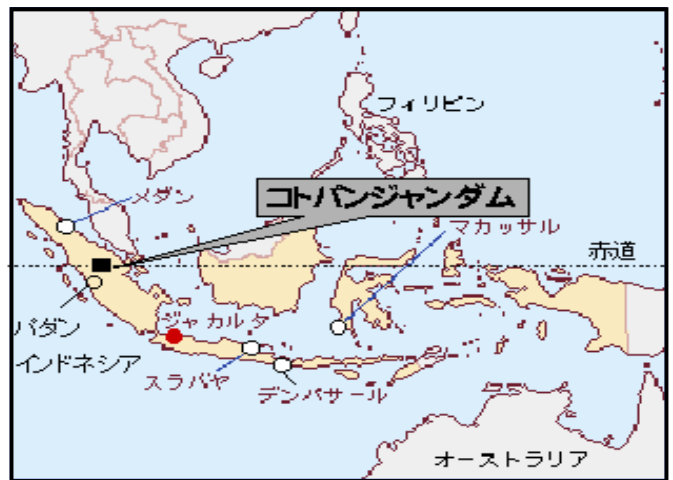 フィリピン
メダン
コトパンジャンダム
マカッサル
赤道
パダン
ジャカルタ
インドネシア
スラバヤ
デンパサール
オーストラリア